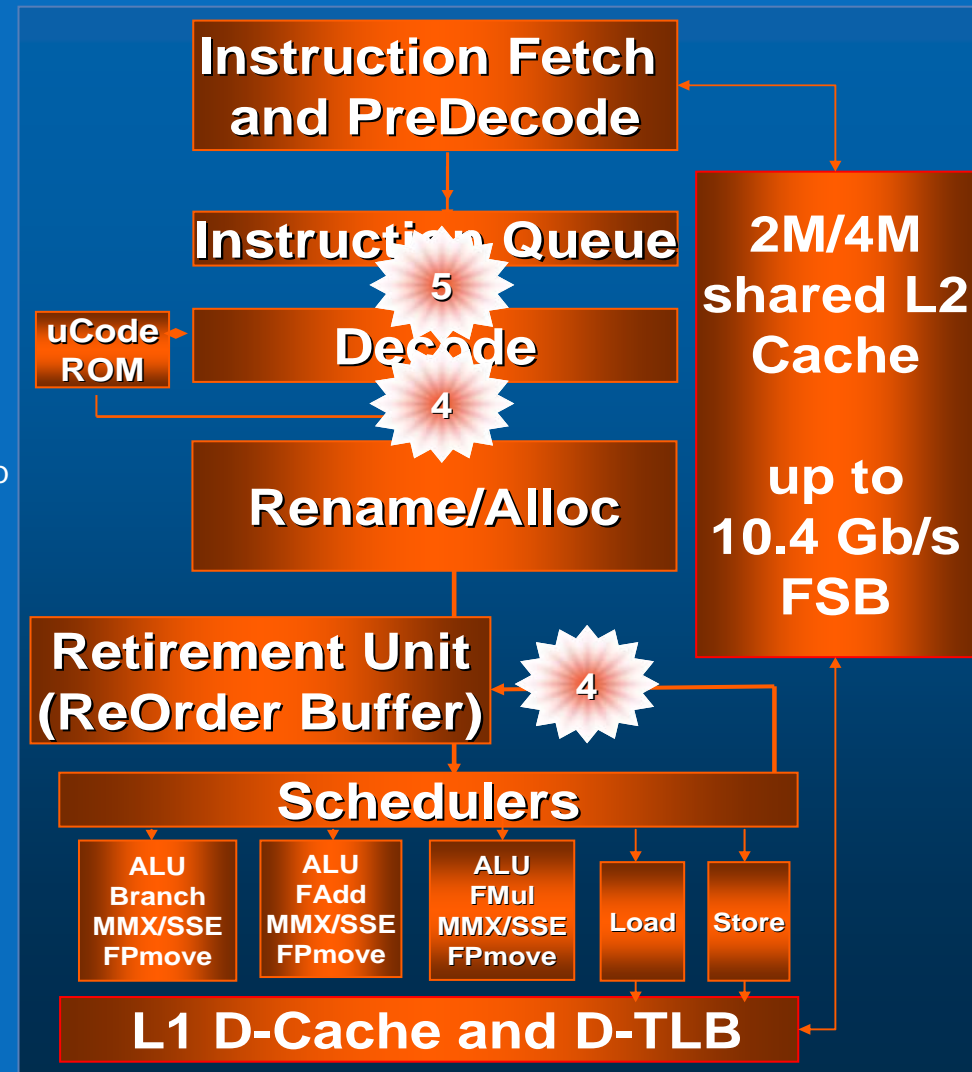 Instruction Fetch
and PreDecode
Instruction Queue
5
Decode
uCode
ROM
4
Rename/Alloc
2M/4M
shared L2
Cache
up to
10.4 Gb/s
FSB
Retirement Unit
(ReOrder Buffer)
4
Schedulers
ALU
Branch
MMX/SSE
FPmove
ALU
FAdd
MMX/SSE
FPmove
ALU
FMul
MMX/SSE
FPmove
Load
Store
L1 D-Cache and D-TLB